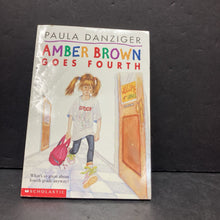 PAULA DANZIGER
AMBER BROWN
GOES FOURTH
What's so great about
fourth grade anyway?
SCHOLASTIC